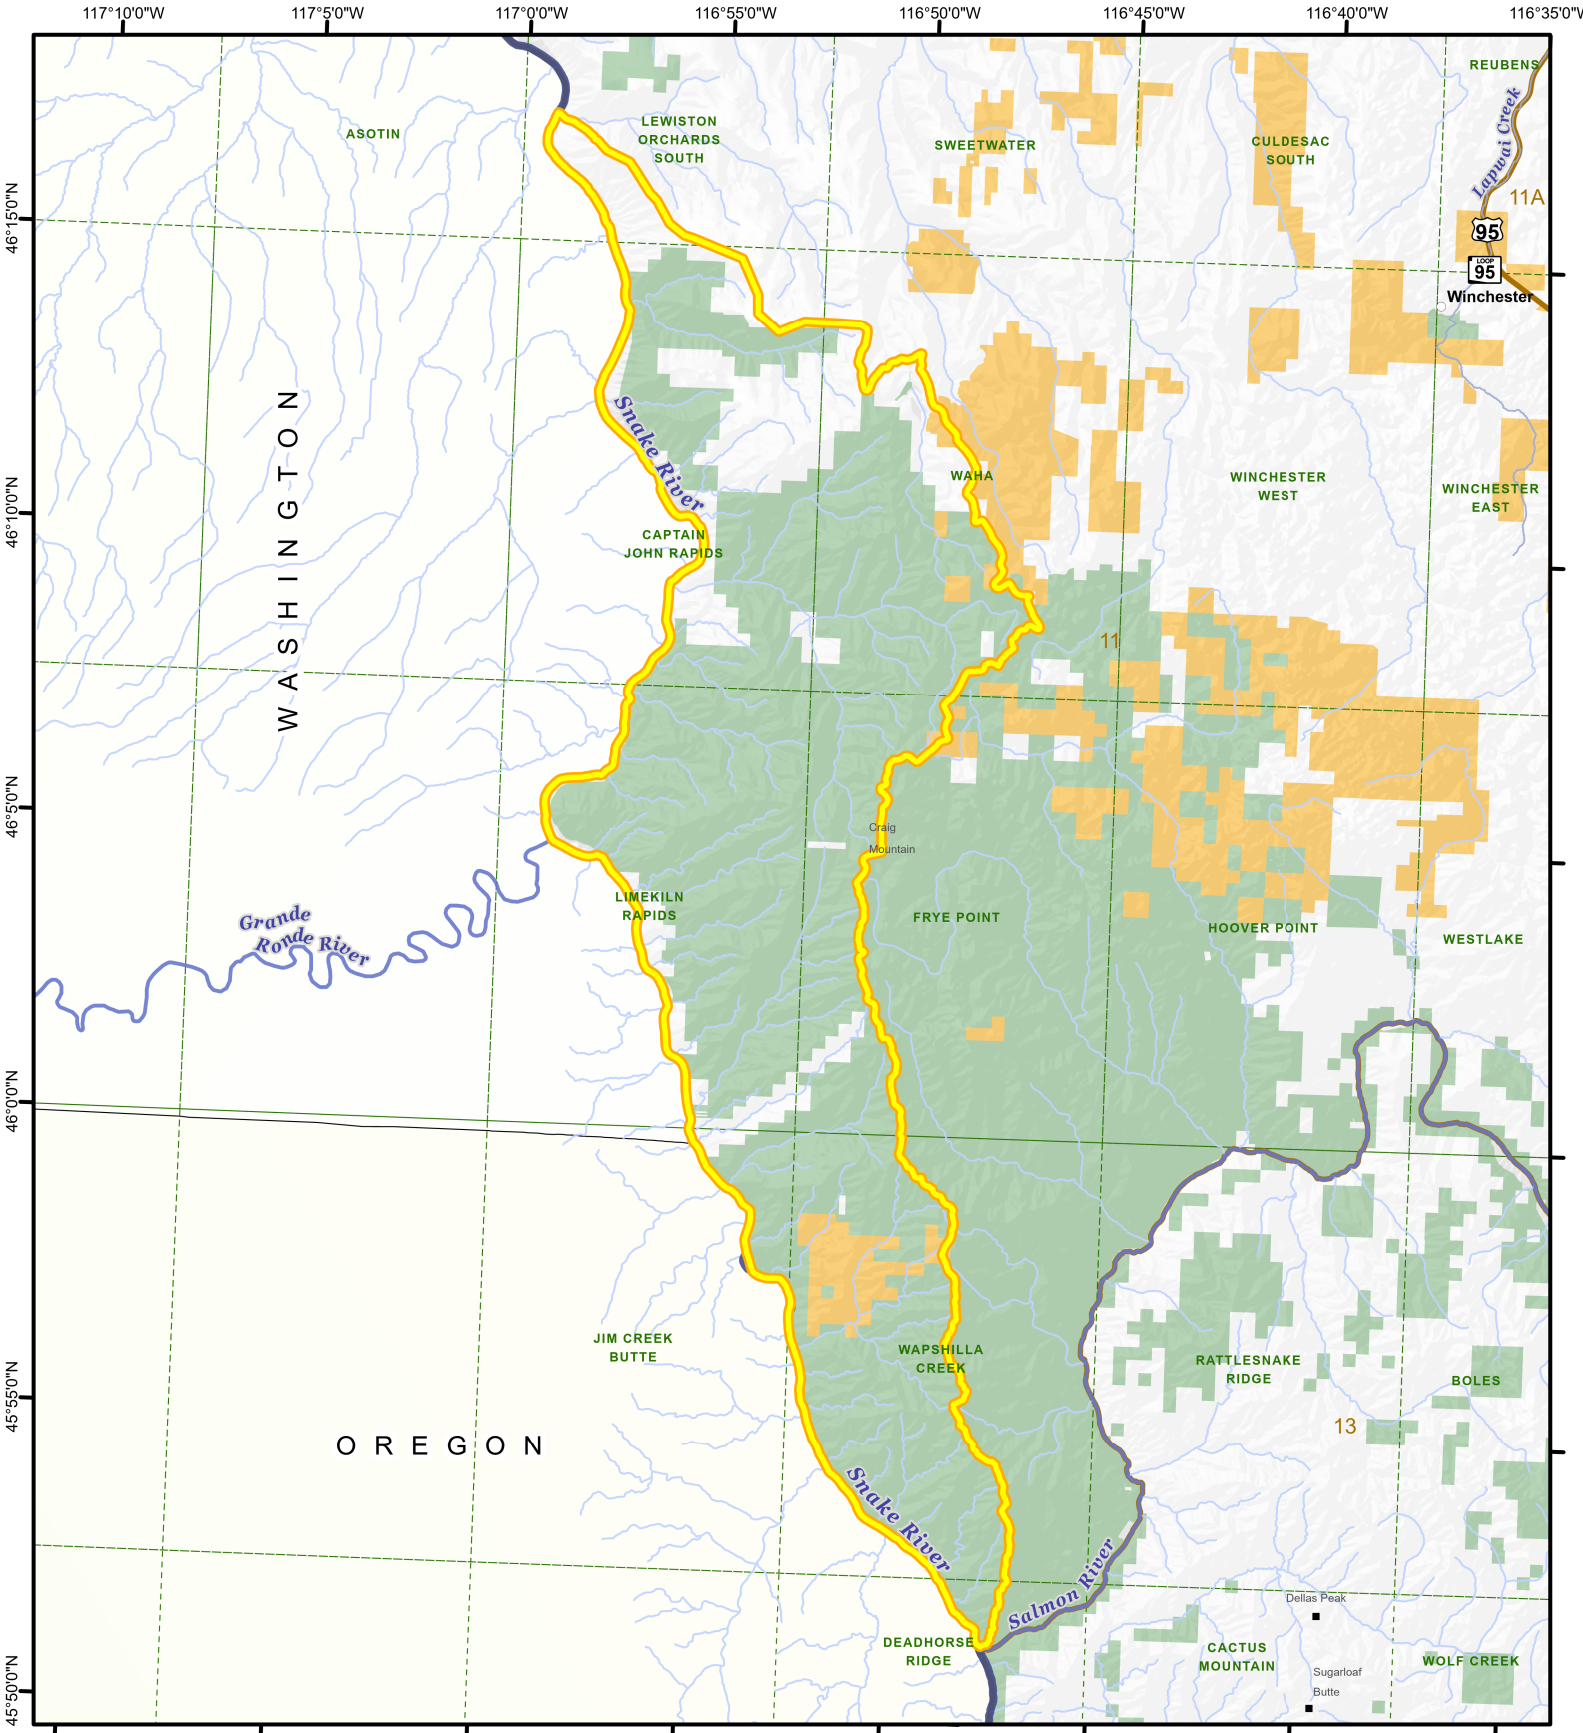 117°10'0"W
117°5'0"W
117°0'0"W
116°55'0"W
116°50'0"W
116°45'0"W
116°40'0"W
116°35'0"W
REUBENS
Lapwai Creek
ASOTIN
LEWISTON
ORCHARDS
SOUTH
SWEETWATER
CULDESAC
SOUTH
11A
46°15'0"N
95
LOOP
95
Winchester
WASHINGTON
Snake River
WAHA
WINCHESTER
WEST
WINCHESTER
EAST
46°10'0"N
CAPTAIN
JOHN RAPIDS
11
46°5'0"N
Craig
Mountain
LIMEKILN
RAPIDS
Grande
Ronde River
FRYE POINT
HOOVER POINT
WESTLAKE
46°0'0"N
JIM CREEK
BUTTE
WAPSHILLA
CREEK
RATTLESNAKE
RIDGE
BOLES
45°55'0"N
13
OREGON
Snake River
Salmon River
Dellas Peak
DEADHORSE
RIDGE
CACTUS
MOUNTAIN
WOLF CREEK
Sugarloaf
Butte
45°50'0"N